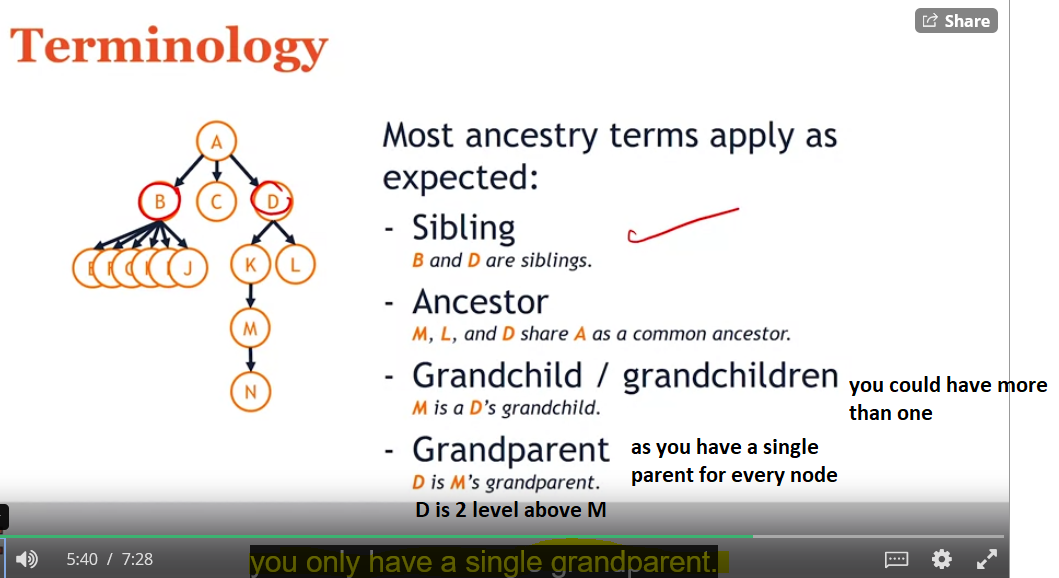 Share
Terminology
A
B
C
D
J
K
L
M
N
Most ancestry terms apply as
expected:
- Sibling
B and D are siblings.
- Ancestor
M, L, and D share A as a common ancestor.
- Grandchild / grandchildren
M is a D's grandchild.
you could have more
than one
- Grandparent
D is M's grandparent.
as you have a single
parent for every node
D is 2 level above M
5:40 / 7:28
you only have a single grandparent.